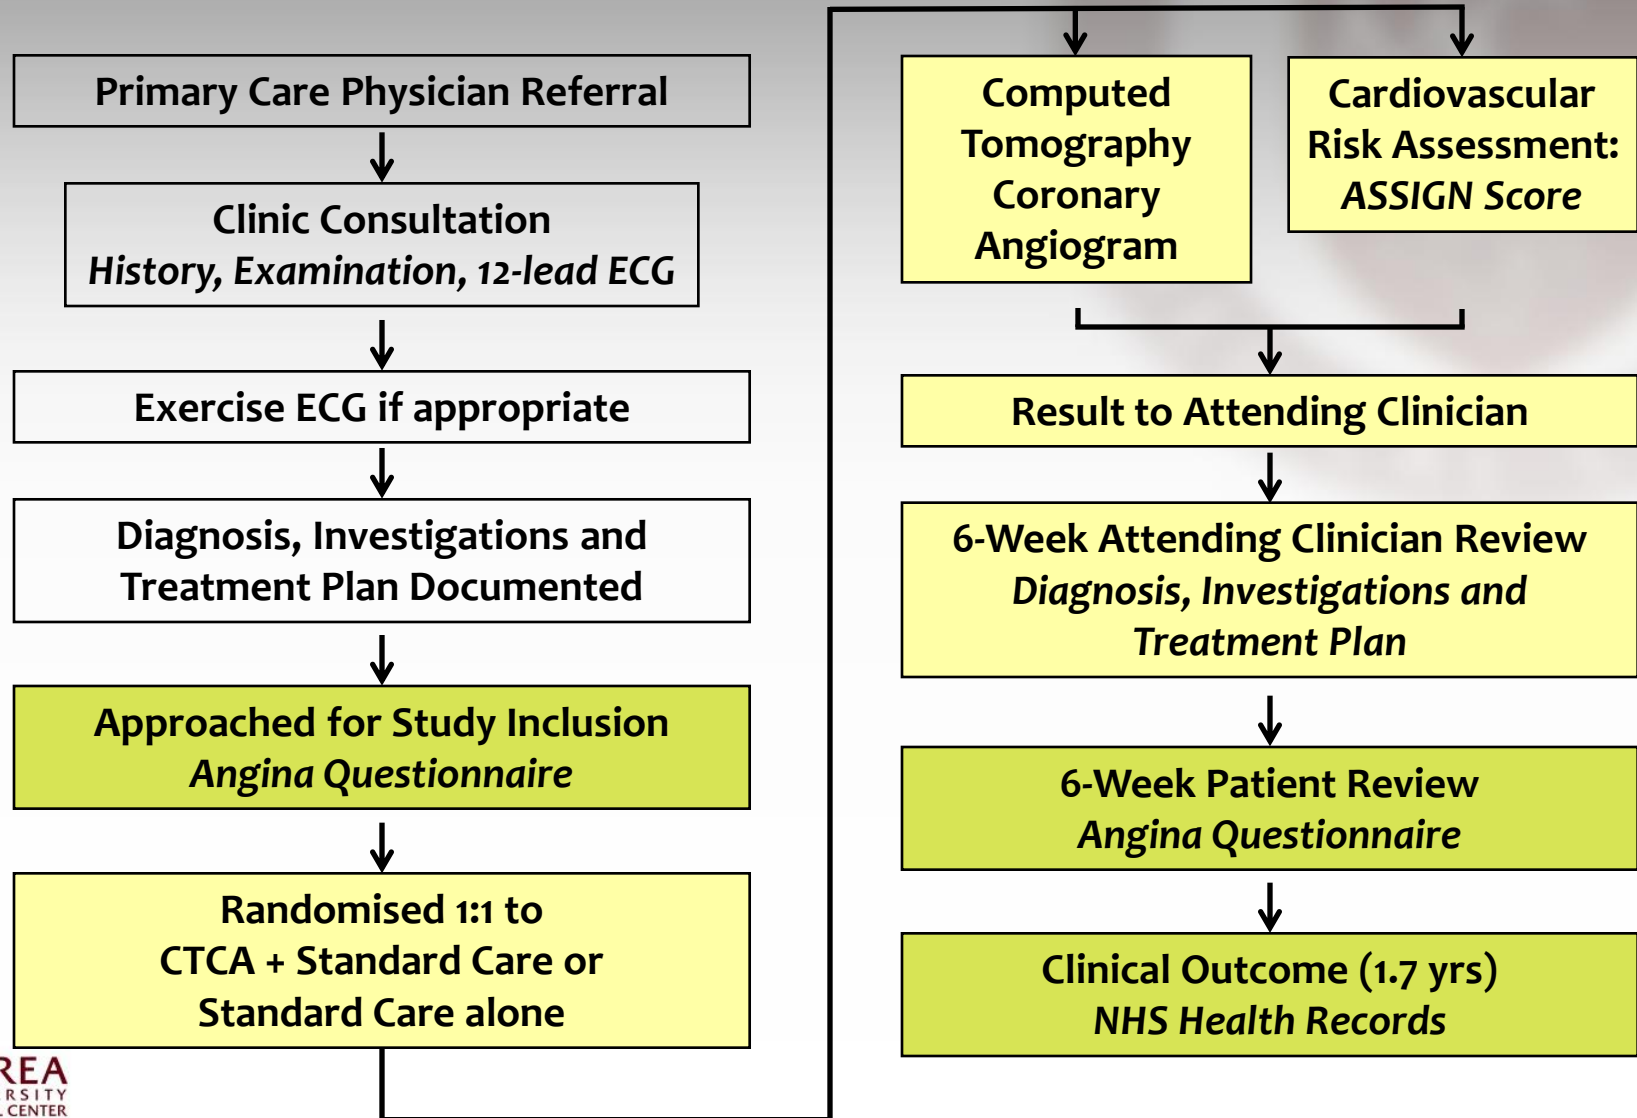 Primary Care Physician Referral
Clinic Consultation
History, Examination, 12-lead ECG
Exercise ECG if appropriate
Diagnosis, Investigations and
Treatment Plan Documented
Approached for Study Inclusion
Angina Questionnaire
Randomised 1:1 to
CTCA + Standard Care or
Standard Care alone
Computed
Tomography
Coronary
Angiogram
Cardiovascular
Risk Assessment:
ASSIGN Score
Result to Attending Clinician
6-Week Attending Clinician Review
Diagnosis, Investigations and
Treatment Plan
6-Week Patient Review
Angina Questionnaire
Clinical Outcome (1.7 yrs)
NHS Health Records
REA
ERSITY
L CENTER